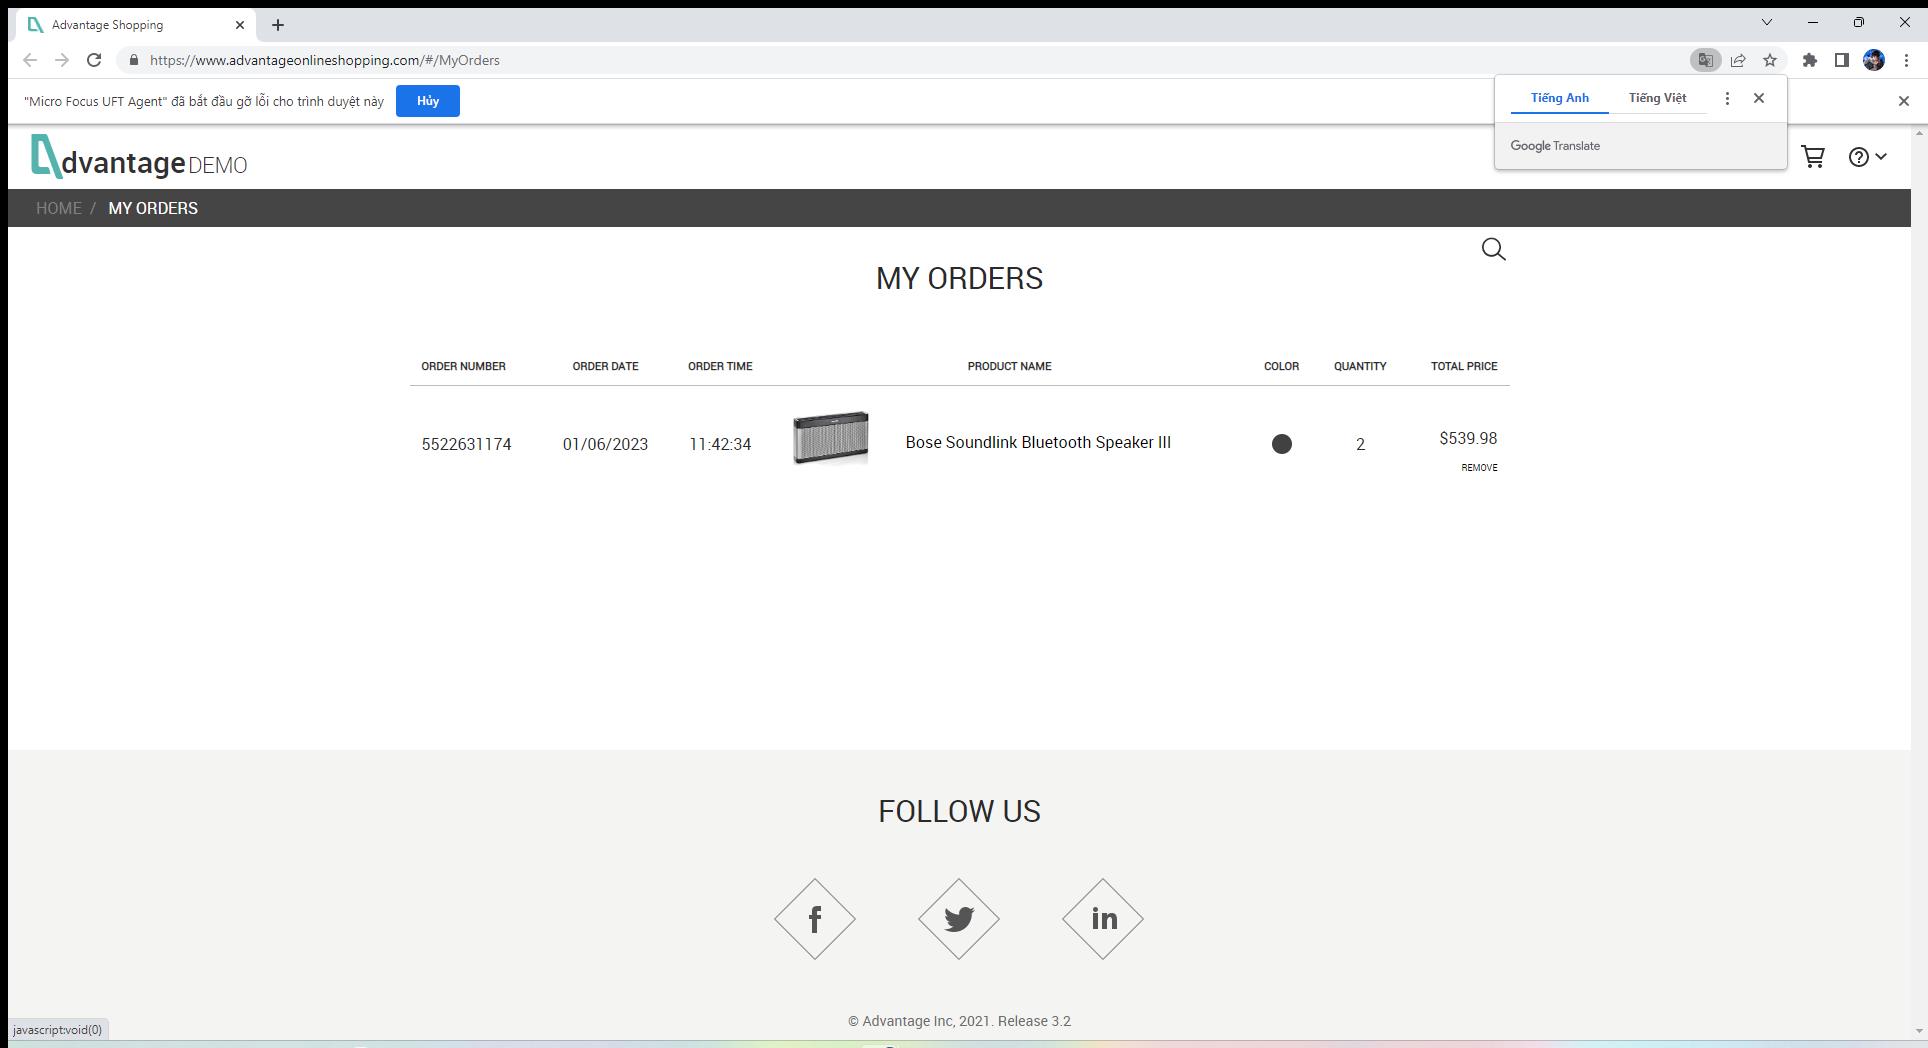 Advantage Shopping
https://www.advantageonlineshopping.com/#/MyOrders
"Micro Focus UFT Agent" đã bắt đầu gỡ lỗi cho trình duyệt này
Hủy
Tiếng Anh
Tiếng Việt
Google Translate
dvantage DEMO
HOME / MY ORDERS
MY ORDERS
ORDER NUMBER ORDER DATE ORDER TIME PRODUCT NAME COLOR QUANTITY TOTAL PRICE
5522631174 01/06/2023 11:42:34 Bose Soundlink Bluetooth Speaker III 2 $539.98
REMOVE
FOLLOW US
f
in
© Advantage Inc, 2021. Release 3.2
javascript:void(0)